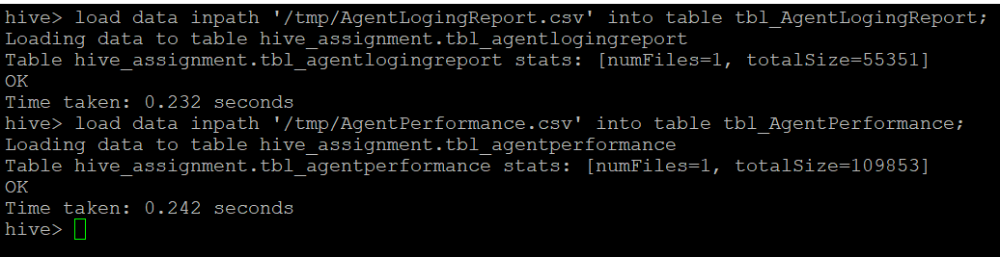 hive> load data inpath '/tmp/AgentLogingReport.csv' into table tbl_AgentLogingReport;
Loading data to table hive_assignment.tbl_agentlogingreport
Table hive_assignment.tbl_agentlogingreport stats: [numFiles=1, totalSize=55351]
OK
Time taken: 0.232 seconds
hive> load data inpath '/tmp/AgentPerformance.csv' into table tbl_AgentPerformance;
Loading data to table hive_assignment.tbl_agentperformance
Table hive_assignment.tbl_agentperformance stats: [numFiles=1, totalSize=109853]
OK
Time taken: 0.242 seconds
hive>